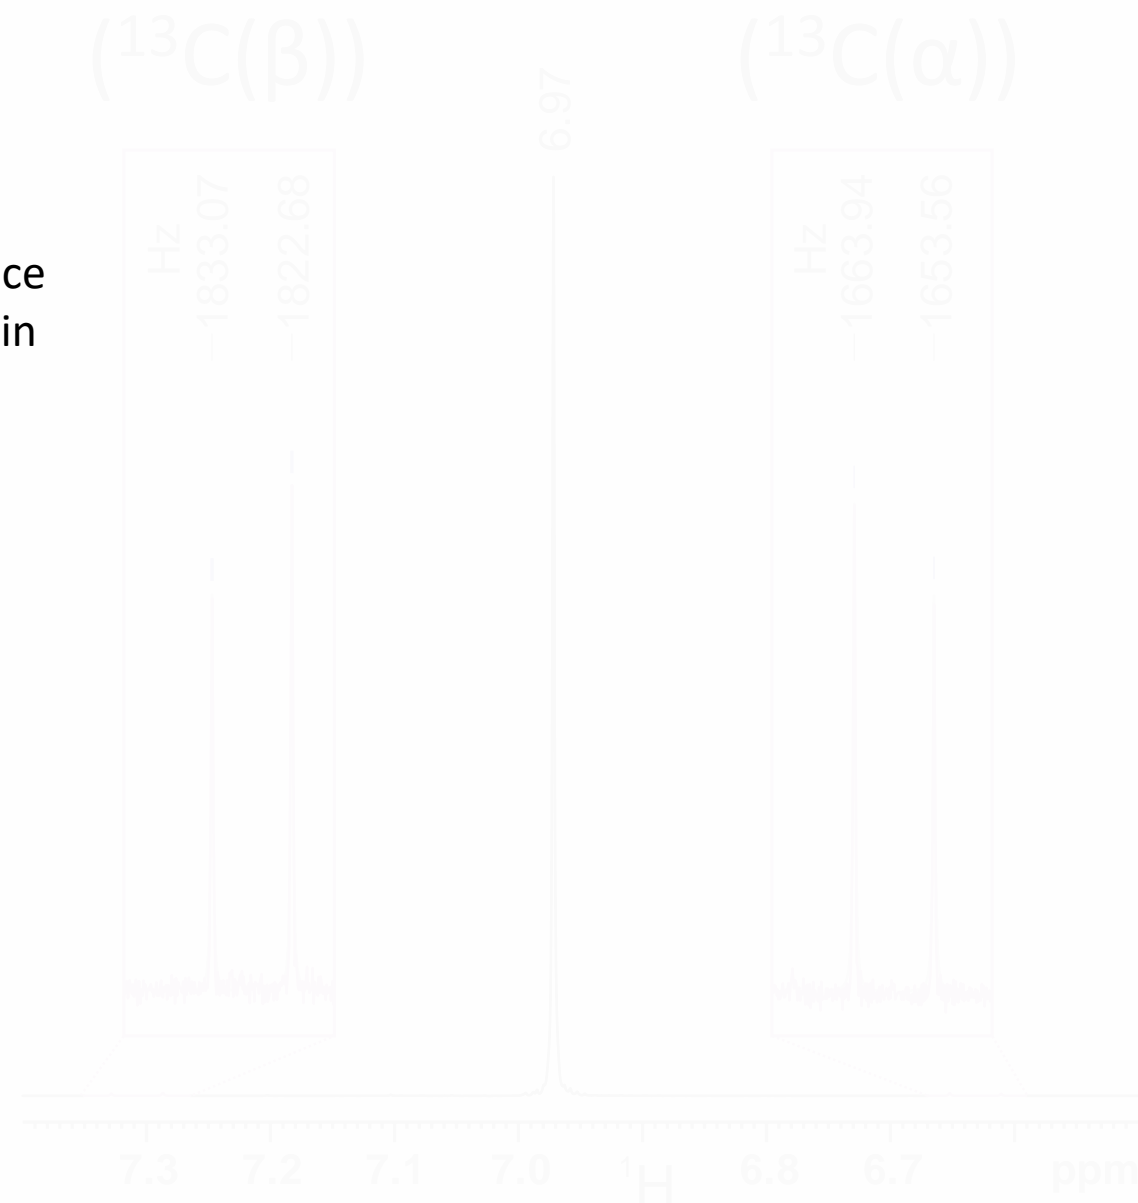 (¹³C(β))
(¹³C(α))
6.97
Hz
1833.07
1822.68
Hz
1663.94
1653.56
ce
in
7.3 7.2 7.1 7.0 ¹H 6.8 6.7 ppm